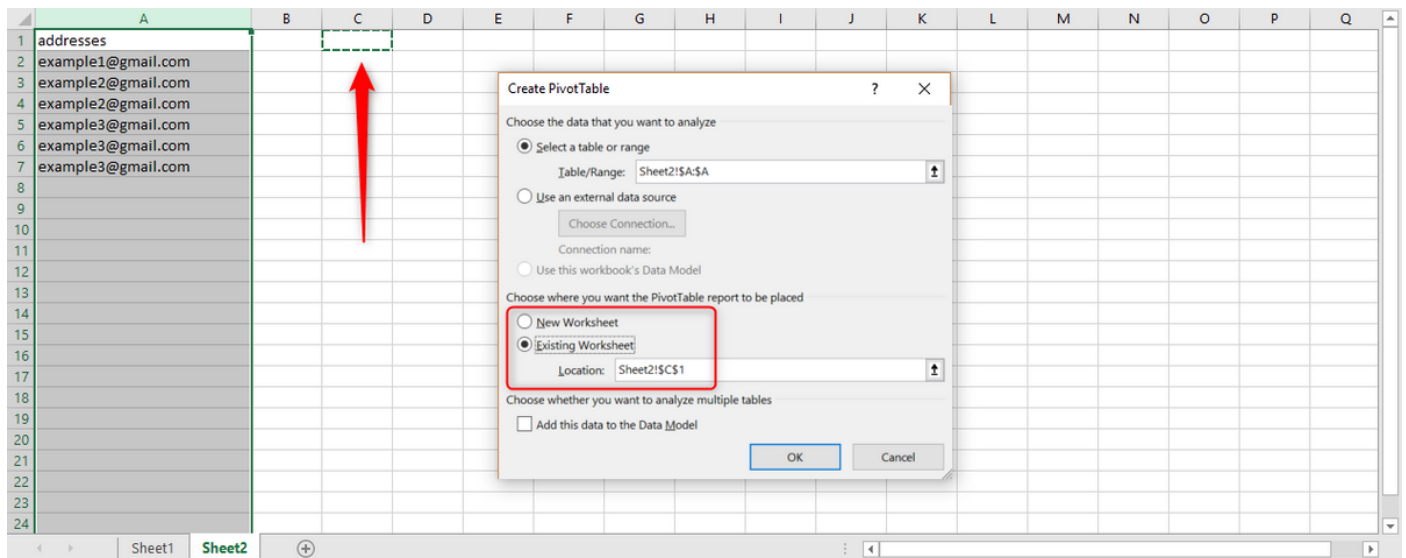 A B C D E F G H I J K L M N O P Q
1 addresses
2 example1@gmail.com
3 example2@gmail.com
4 example2@gmail.com
5 example3@gmail.com
6 example3@gmail.com
7 example3@gmail.com
8
9
10
11
12
13
14
15
16
17
18
19
20
21
22
23
24
Create PivotTable ? ×
Choose the data that you want to analyze
Select a table or range
Table/Range: Sheet2!$A:$A
Use an external data source
Choose Connection...
Connection name:
Use this workbook's Data Model
Choose where you want the PivotTable report to be placed
New Worksheet
Existing Worksheet
Location: Sheet2!$C$1
Choose whether you want to analyze multiple tables
Add this data to the Data Model
OK Cancel
Sheet1 Sheet2